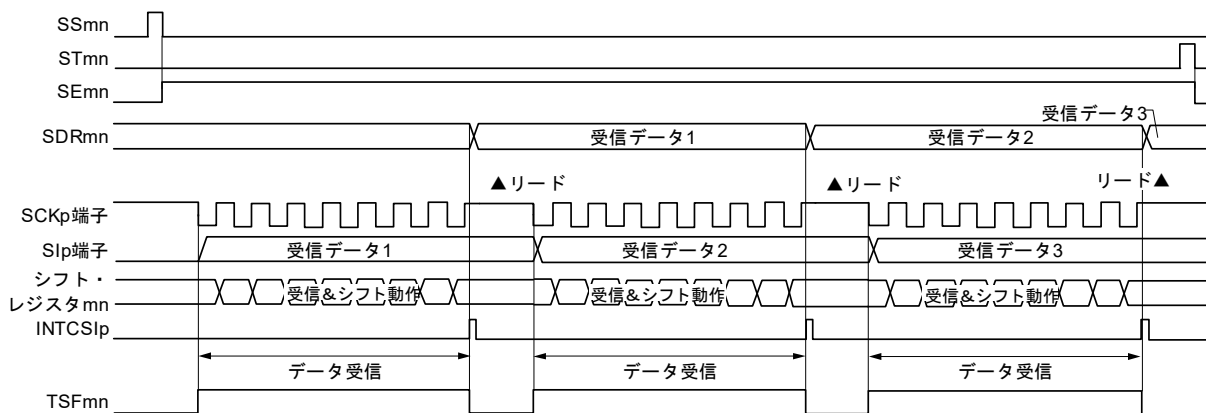 SSmn
STmn
SEmn
受信データ3
SDRmn
受信データ1
受信データ2
▲リード
▲リード
リード▲
SCKp端子
SIp端子
受信データ1
受信データ2
受信データ3
シフト・
レジスタmn
受信&シフト動作
受信&シフト動作
受信&シフト動作
INTCSIp
データ受信
データ受信
データ受信
TSFmn